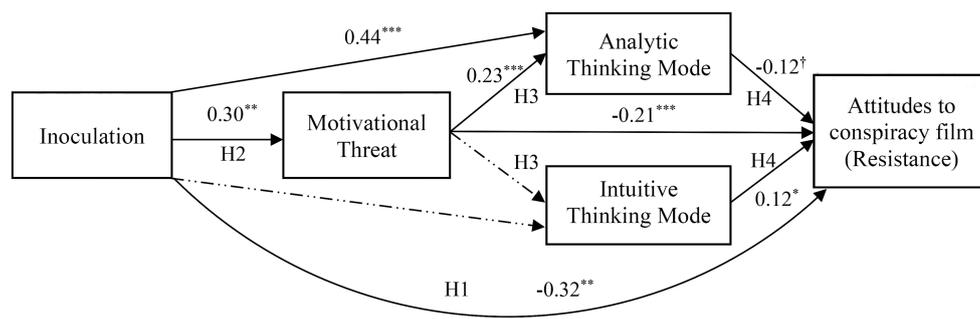 0.44***
Analytic
Thinking Mode
0.23***
H3
-0.12†
H4
0.30**
H2
Inoculation
Motivational
Threat
-0.21***
Attitudes to
conspiracy film
(Resistance)
H3
H4
Intuitive
Thinking Mode
0.12*
H1
-0.32**